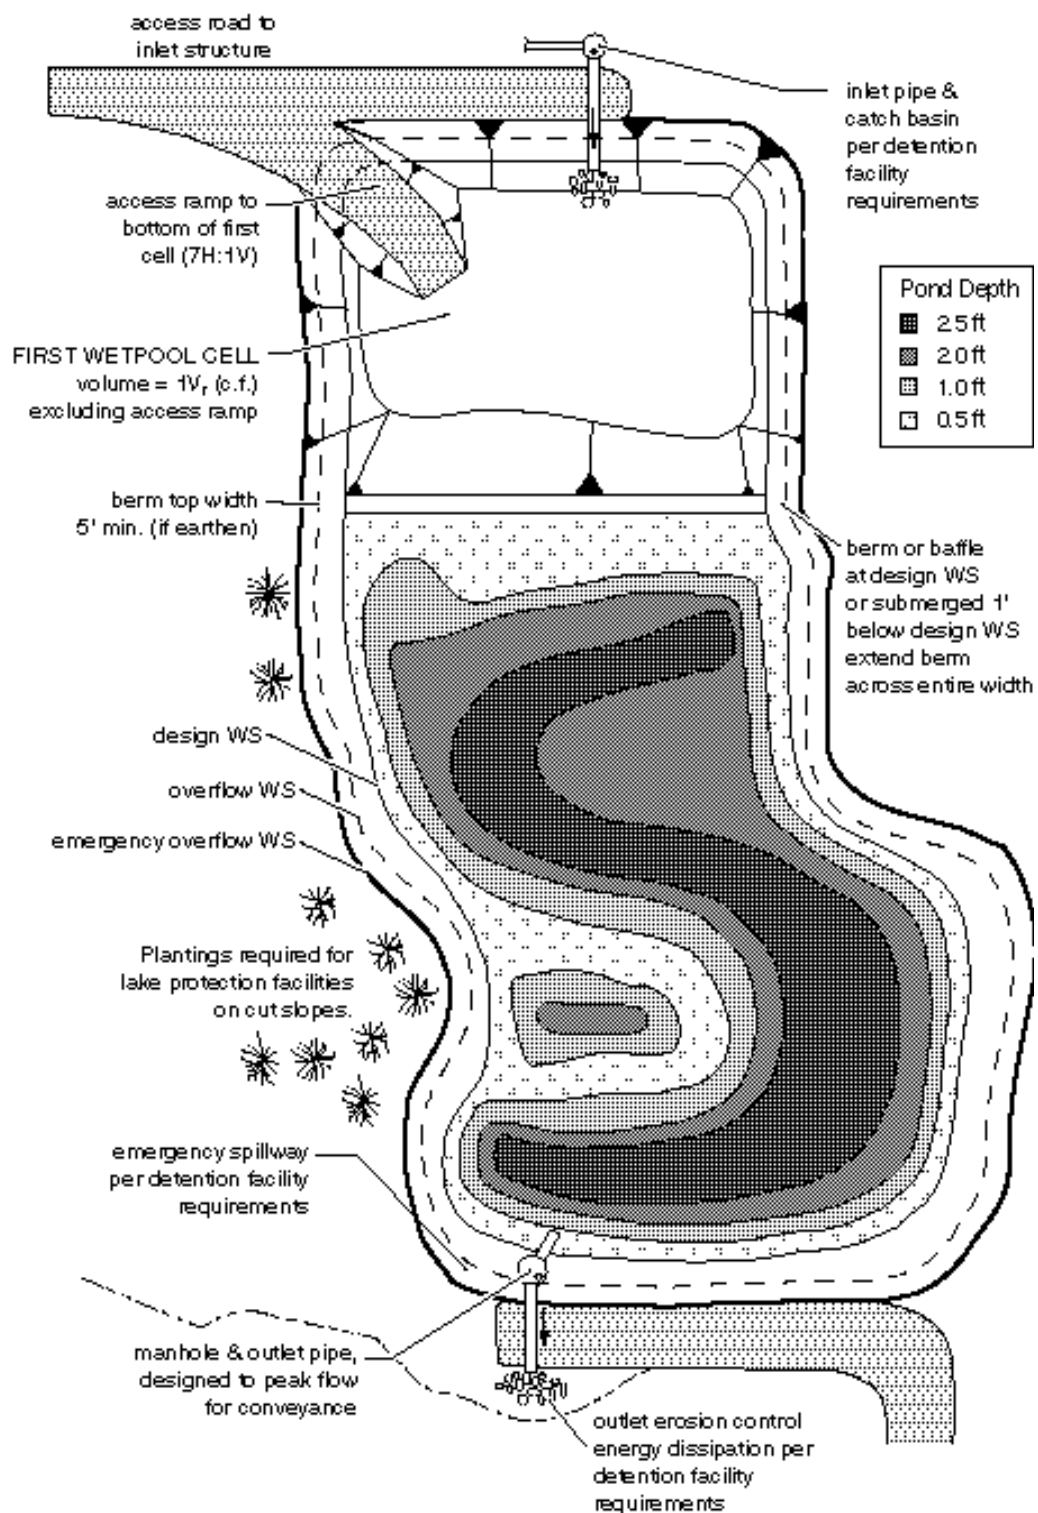 access road to
inlet structure
inlet pipe &
catch basin
per detention
facility
requirements
access ramp to
bottom of first
cell (7H:1V)
Pond Depth
2.5 ft
2.0 ft
1.0 ft
0.5 ft
FIRST WETPOOL CELL
volume = 1Vr (c.f.)
excluding access ramp
berm top width
5' min. (if earthen)
berm or baffle
at design WS
or submerged 1'
below design WS
extend berm
across entire width
design WS
overflow WS
emergency overflow WS
Plantings required for
lake protection facilities
on cut slopes.
emergency spillway
per detention facility
requirements
manhole & outlet pipe,
designed to peak flow
for conveyance
outlet erosion control
energy dissipation per
detention facility
requirements